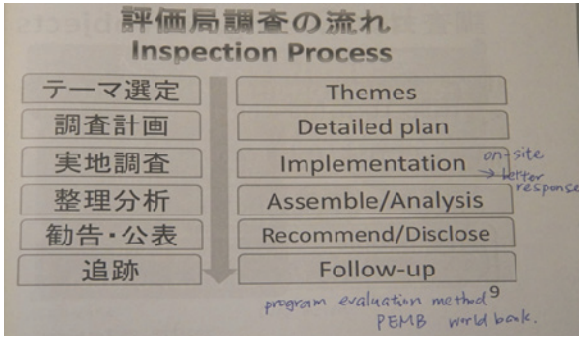 評価局調査の流れ
Inspection Process
テーマ選定 Themes
調査計画 Detailed plan
実地調査 Implementation on-site
→ better
response
整理分析 Assemble/Analysis
勧告・公表 Recommend/Disclose
追跡 Follow-up
9
program evaluation method
PEMB world bank.